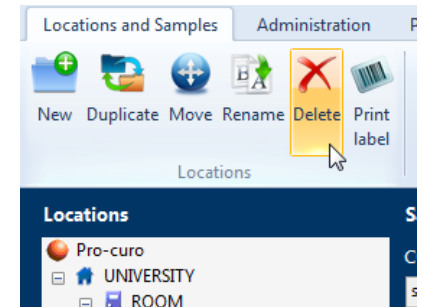 Locations and Samples Administration P
New Duplicate Move Rename Delete Print label
Locations
Locations S
Pro-curo C
UNIVERSITY s
ROOM